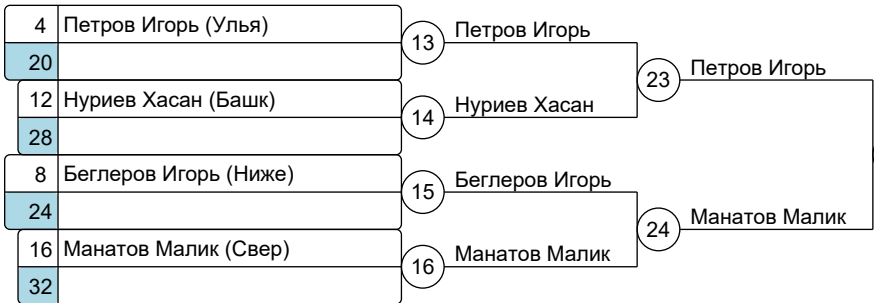 4 Петров Игорь (Улья)
20
12 Нуриев Хасан (Башк)
28
8 Беглеров Игорь (Ниже)
24
16 Манатов Малик (Свер)
32
13 Петров Игорь
14 Нуриев Хасан
15 Беглеров Игорь
16 Манатов Малик
23 Петров Игорь
24 Манатов Малик